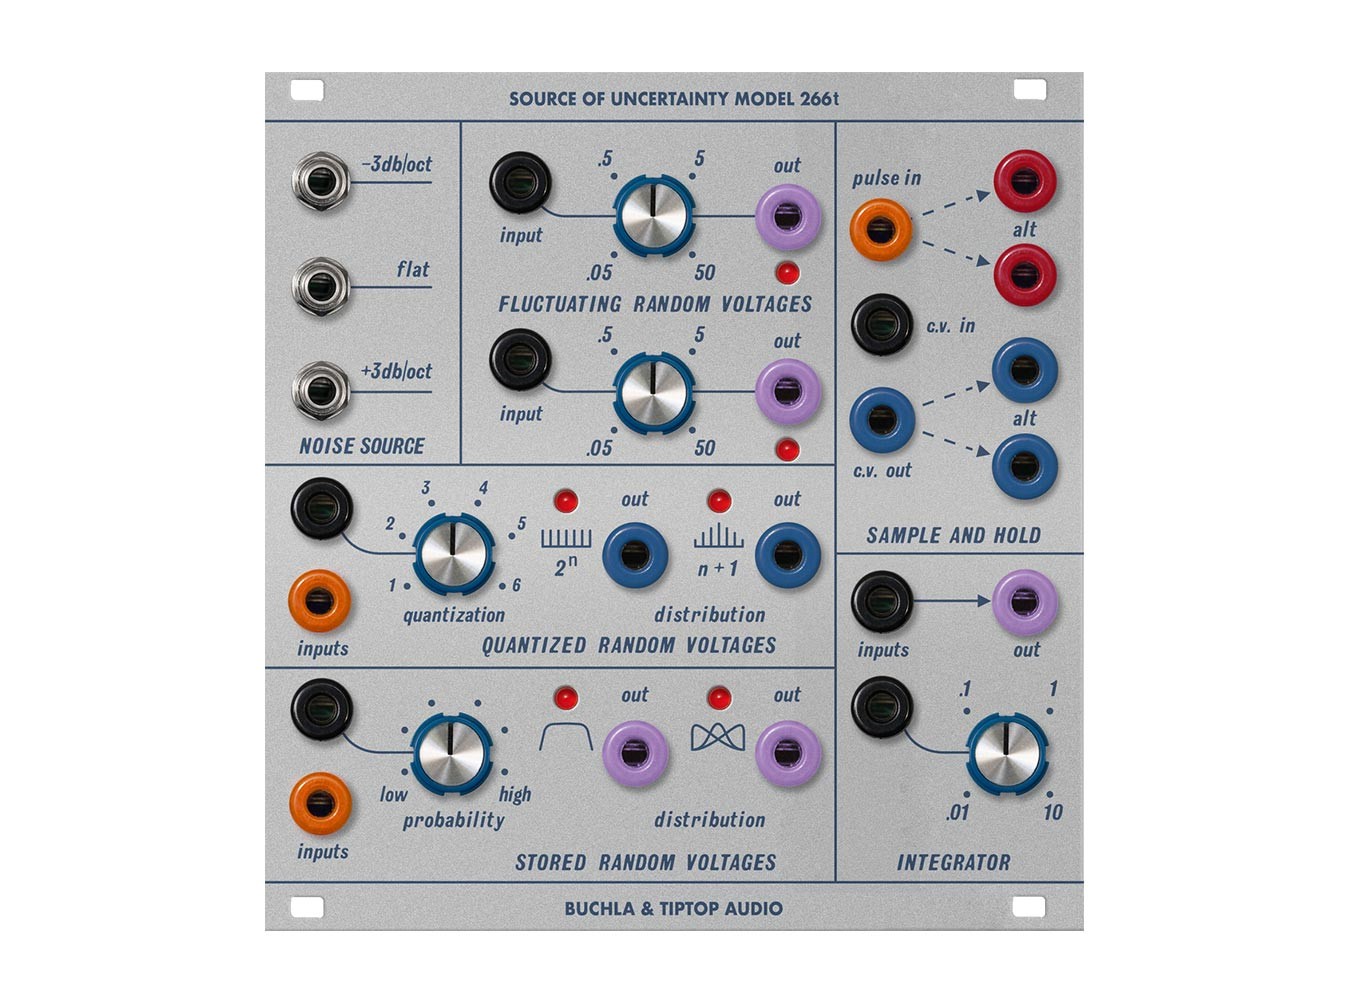 SOURCE OF UNCERTAINTY MODEL 266t
-3db/oct
flat
+3db/oct
NOISE SOURCE
.5
5
out
input
.05
50
FLUCTUATING RANDOM VOLTAGES
.5
5
out
input
.05
50
pulse in
alt
c.v. in
alt
c.v. out
SAMPLE AND HOLD
3
4
2
5
1
6
out
out
2ⁿ
n + 1
quantization
distribution
inputs
QUANTIZED RANDOM VOLTAGES
out
out
low
high
probability
distribution
inputs
STORED RANDOM VOLTAGES
inputs
out
.1
1
.01
10
INTEGRATOR
BUCHLA & TIPTOP AUDIO